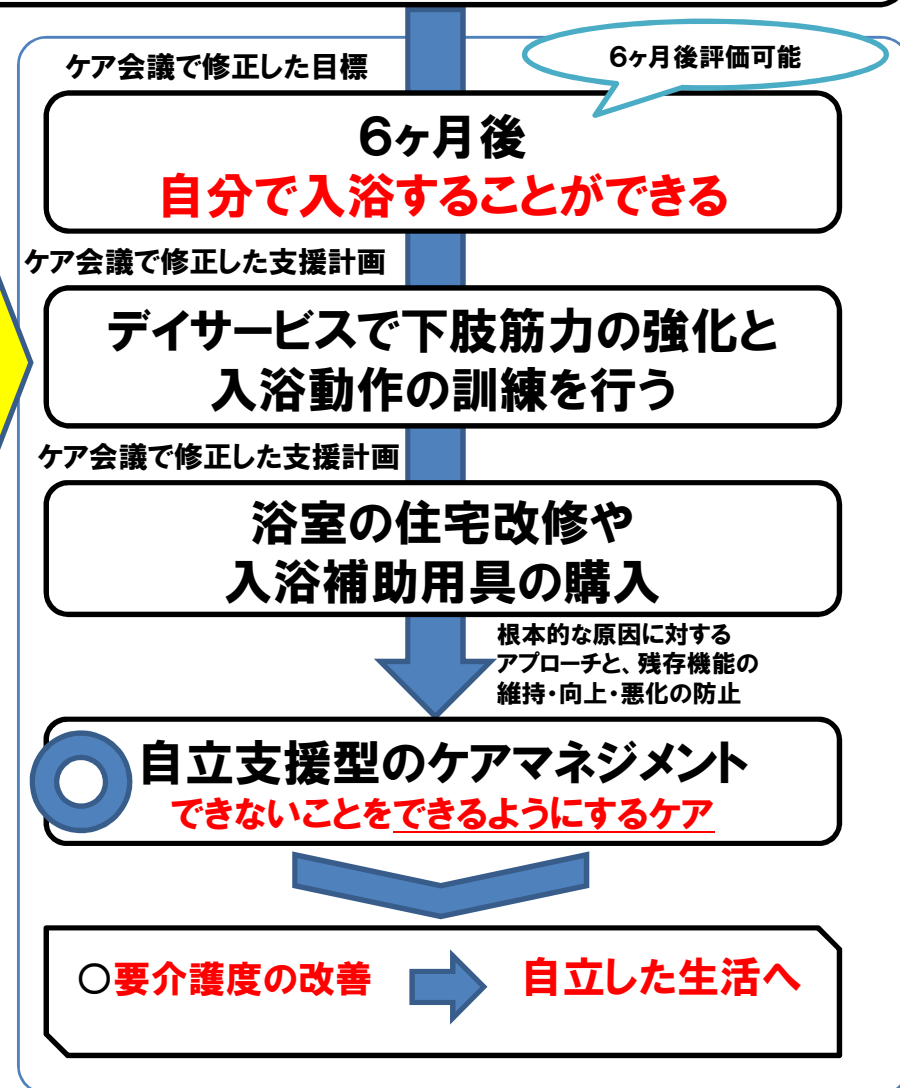 ケア会議で修正した目標
６ヶ月後評価可能
６ヶ月後
自分で入浴することができる
ケア会議で修正した支援計画
デイサービスで下肢筋力の強化と
入浴動作の訓練を行う
ケア会議で修正した支援計画
浴室の住宅改修や
入浴補助用具の購入
根本的な原因に対する
アプローチと、残存機能の
維持・向上・悪化の防止
自立支援型のケアマネジメント
できないことをできるようにするケア
○要介護度の改善 自立した生活へ